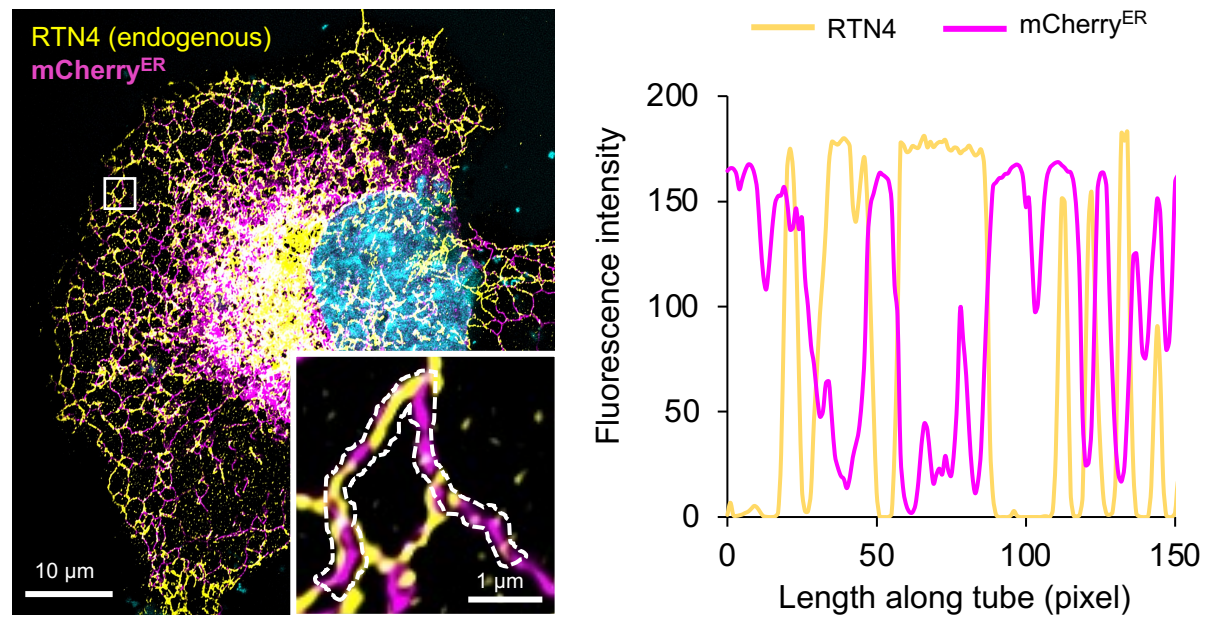 RTN4 (endogenous)
mCherryER
10 µm
1 µm
RTN4
mCherryER
200
150
100
50
0
Fluorescence intensity
0
50
100
150
Length along tube (pixel)